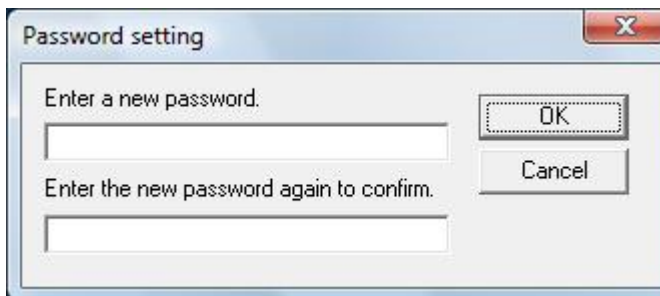 Password setting
Enter a new password.
OK
Cancel
Enter the new password again to confirm.